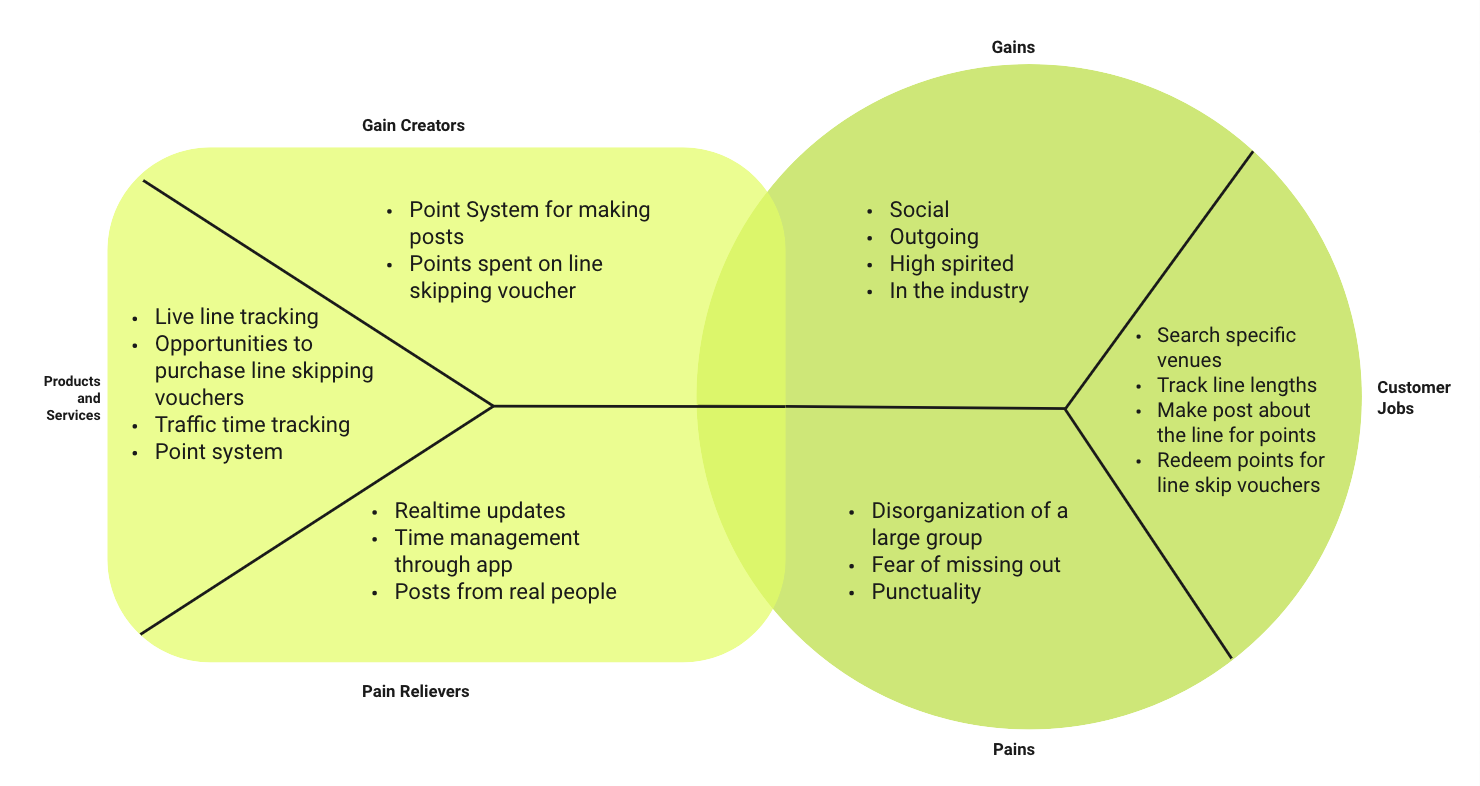 Gains
Gain Creators
• Point System for making
posts
• Points spent on line
skipping voucher
• Social
• Outgoing
• High spirited
• In the industry
Products
and
Services
• Live line tracking
• Opportunities to
purchase line skipping
vouchers
• Traffic time tracking
• Point system
• Search specific
venues
• Track line lengths
• Make post about
the line for points
• Redeem points for
line skip vouchers
Customer
Jobs
• Realtime updates
• Time management
through app
• Posts from real people
• Disorganization of a
large group
• Fear of missing out
• Punctuality
Pain Relievers
Pains